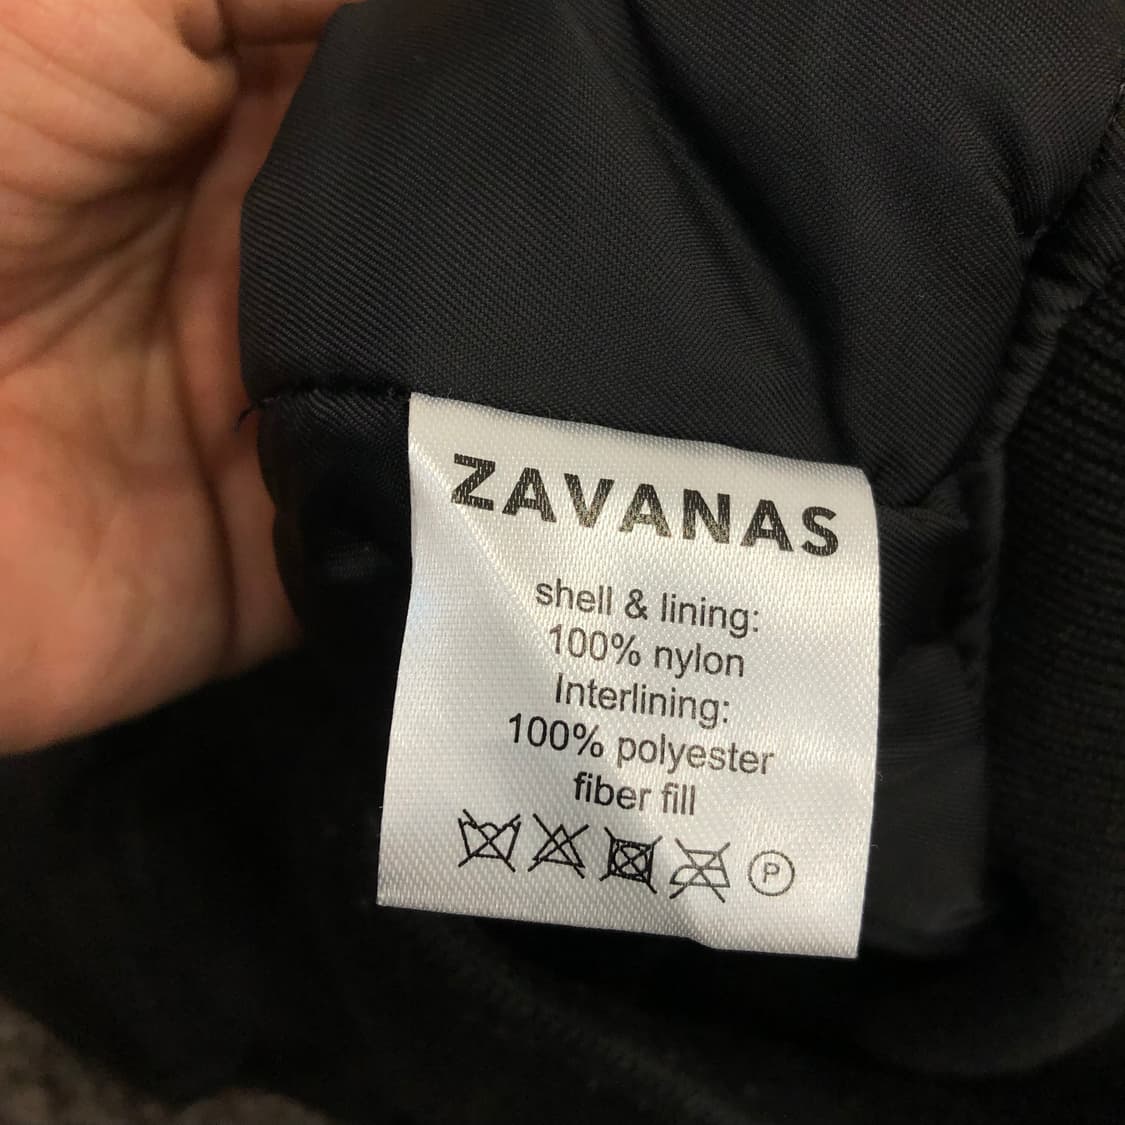 ZAVANAS
shell & lining:
100% nylon
Interlining:
100% polyester
fiber fill
P